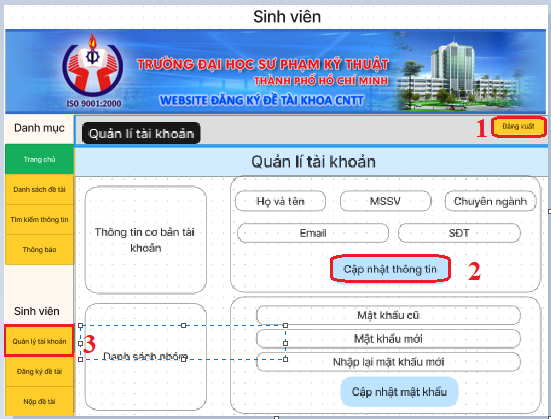 Sinh viên
TRƯỜNG ĐẠI HỌC SƯ PHẠM KỸ THUẬT
THÀNH PHỐ HỒ CHÍ MINH
WEBSITE ĐĂNG KÝ ĐỀ TÀI KHOA CNTT
ISO 9001:2000
Danh mục
Quản lí tài khoản
1
Đăng xuất
Trang chủ
Quản lí tài khoản
Danh sách đề tài
Tìm kiếm thông tin
Thông báo
Thông tin cơ bản tài khoản
Họ và tên
MSSV
Chuyên ngành
Email
SĐT
Cập nhật thông tin
2
Sinh viên
Quản lý tài khoản
3
Đăng ký đề tài
Nộp đề tài
Danh sách nhóm
Mật khẩu cũ
Mật khẩu mới
Nhập lại mật khẩu mới
Cập nhật mật khẩu